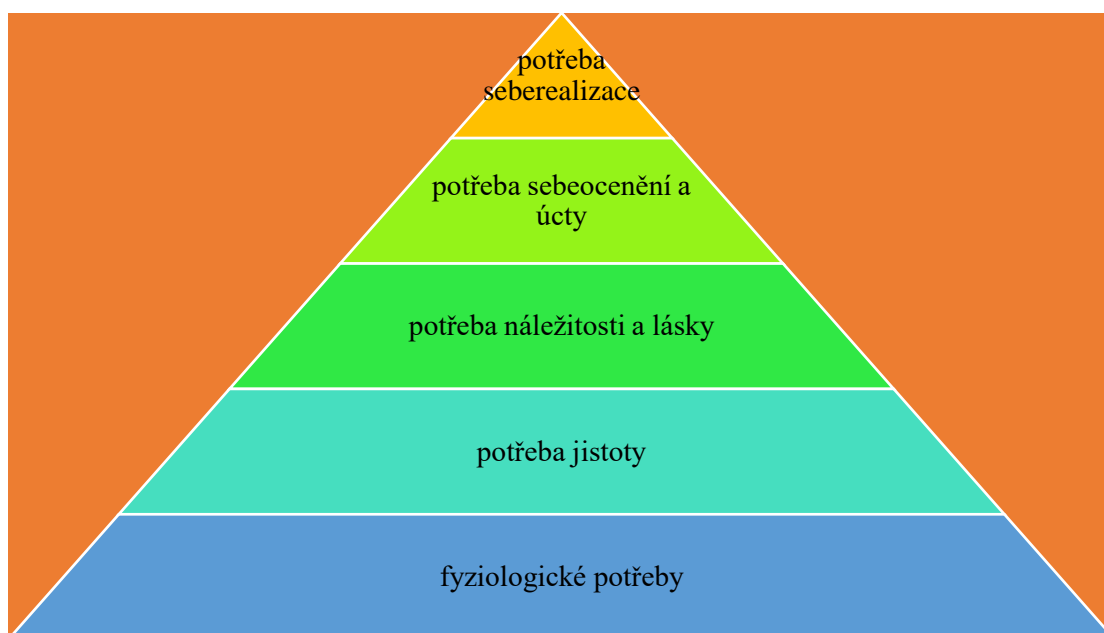 potřeba
seberealizace
potřeba sebeocenění a
úcty
potřeba náležitosti a lásky
potřeba jistoty
fyziologické potřeby